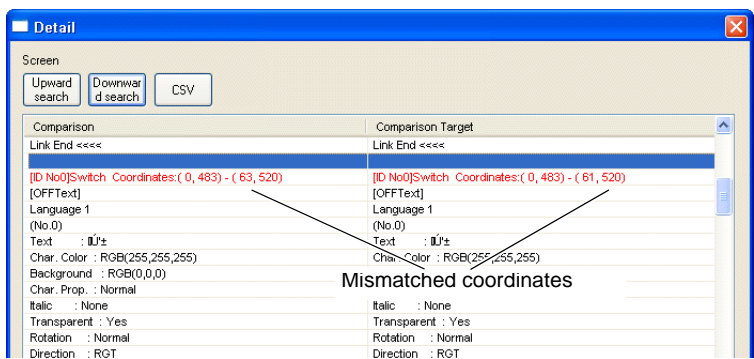 Detail
Screen
Upward search
Downwar d search
CSV
Comparison Comparison Target
Link End <<<< Link End <<<<
[ID No0]Switch Coordinates:( 0, 483) - ( 63, 520) [ID No0]Switch Coordinates:( 0, 483) - ( 61, 520)
[OFFText] [OFFText]
Language 1 Language 1
(No.0) (No.0)
Text : Text :
Char. Color : RGB(255,255,255) Char. Color : RGB(255,255,255)
Background : RGB(0,0,0)
Mismatched coordinates
Char. Prop. : Normal
Italic : None Italic : None
Transparent : Yes Transparent : Yes
Rotation : Normal Rotation : Normal
Direction : RGT Direction : RGT